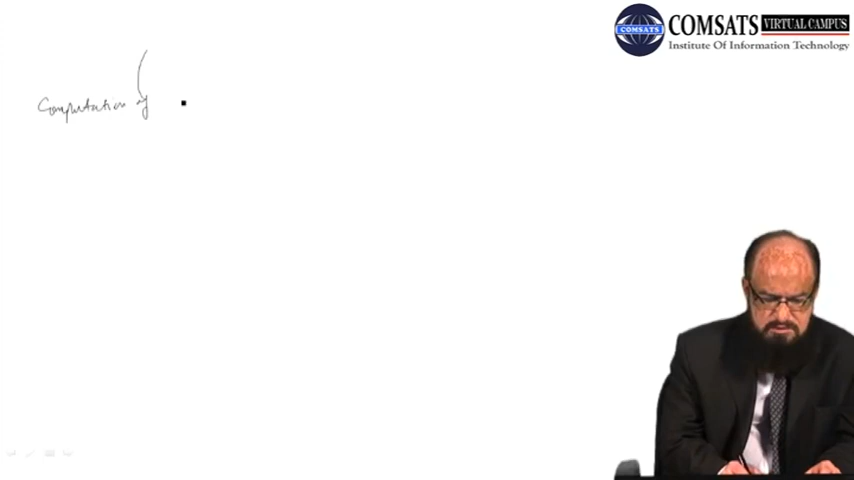 COMSATS VIRTUAL CAMPUS
COMSATS
Institute Of Information Technology
Computation of